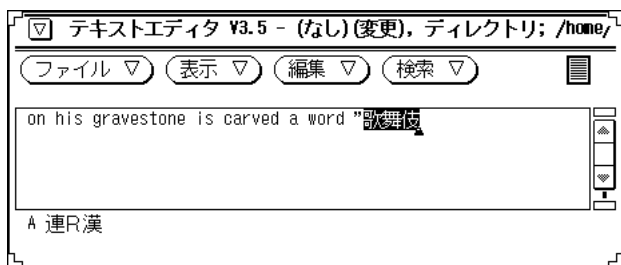 テキストエディタ V3.5 - (なし)(変更), ディレクトリ; /home/
ファイル 表示 編集 検索
on his gravestone is carved a word ”歌舞伎
A 連R漢